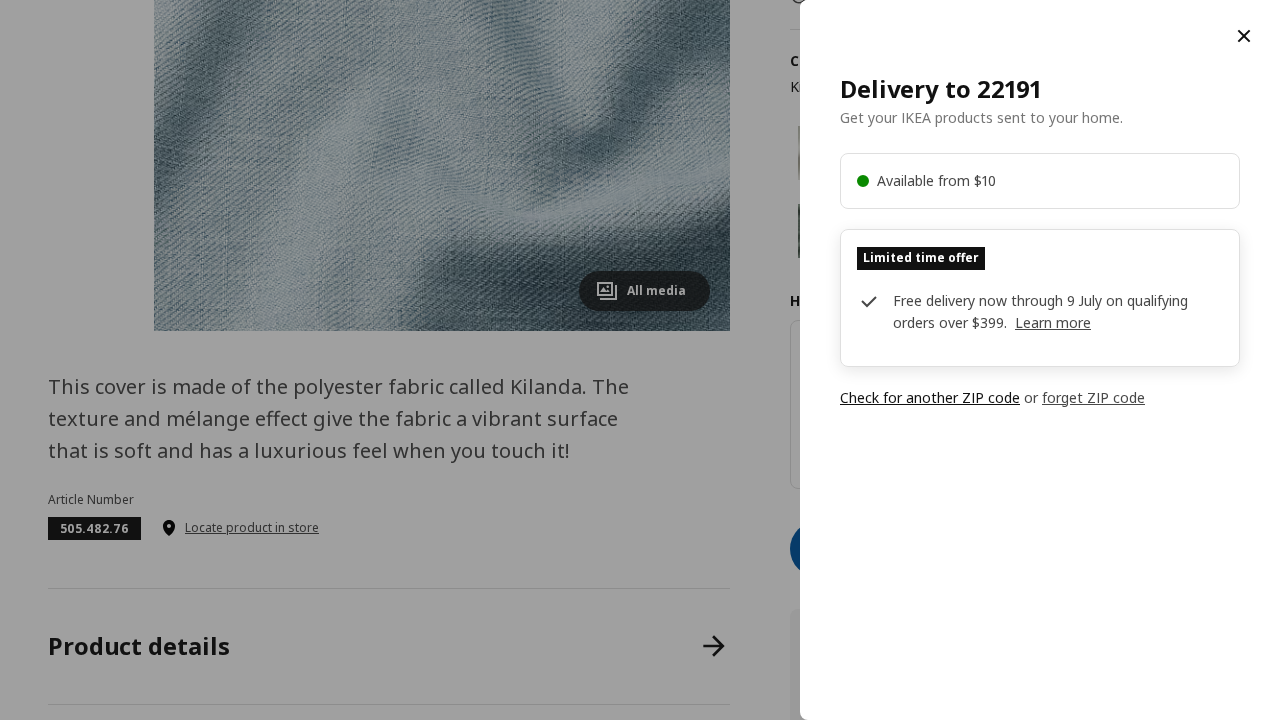 All media
This cover is made of the polyester fabric called Kilanda. The
texture and mélange effect give the fabric a vibrant surface
that is soft and has a luxurious feel when you touch it!
Article Number
505.482.76
Locate product in store
Product details
Delivery to 22191
Get your IKEA products sent to your home.
Available from $10
Limited time offer
Free delivery now through 9 July on qualifying
orders over $399. Learn more
Check for another ZIP code or forget ZIP code